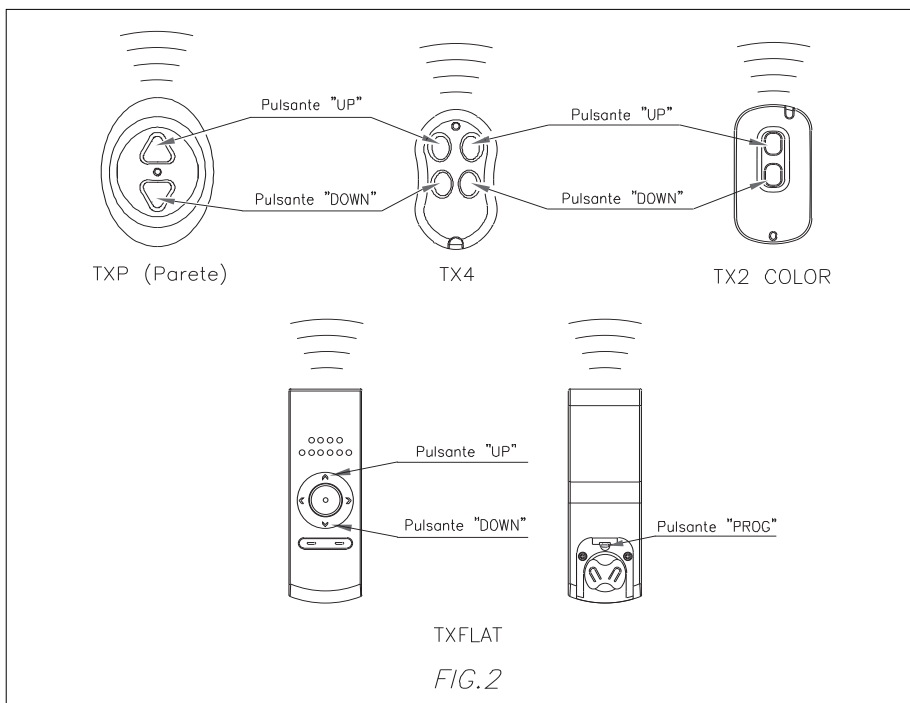 Pulsante "UP"
Pulsante "UP"
Pulsante "DOWN"
Pulsante "DOWN"
TXP (Parete)
TX4
TX2 COLOR
Pulsante "UP"
Pulsante "DOWN"
Pulsante "PROG"
TXFLAT
FIG.2